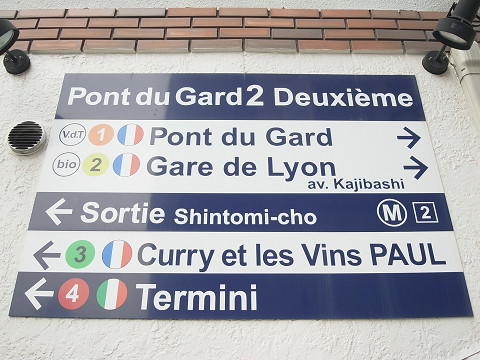 Pont du Gard 2 Deuxième
V.d.T 1 Pont du Gard →
bio 2 Gare de Lyon →
av. Kajibashi
← Sortie Shintomi-cho M 2
← 3 Curry et les Vins PAUL
← 4 Termini